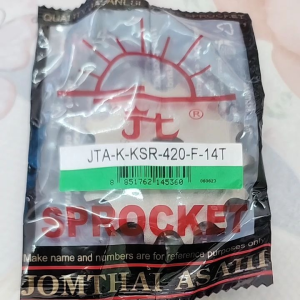 SPROCKET
Jt ®
JTA-K-KSR-420-F-14T
8 851762 145360
SPROCKET
Make name and numbers are for reference purposes only
JOMTHAI ASAHI